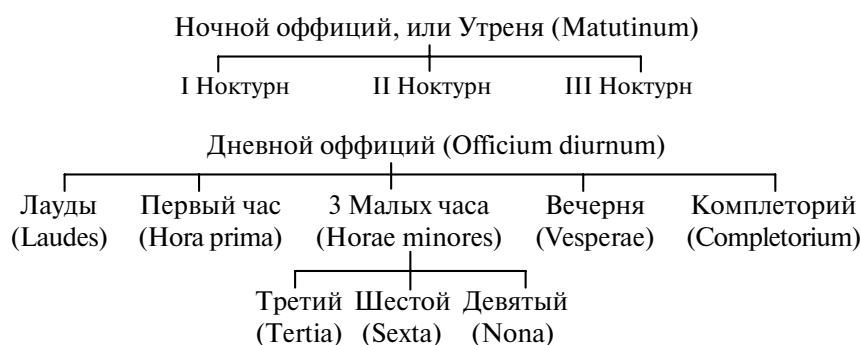 Ночной оффиций, или Утреня (Matutinum)
I Ноктурн II Ноктурн III Ноктурн
Дневной оффиций (Officium diurnum)
Лауды Первый час 3 Малых часа Вечерня Комплеторий
(Laudes) (Hora prima) (Horae minores) (Vesperae) (Completorium)
Третий Шестой Девятый
(Tertia) (Sexta) (Nona)